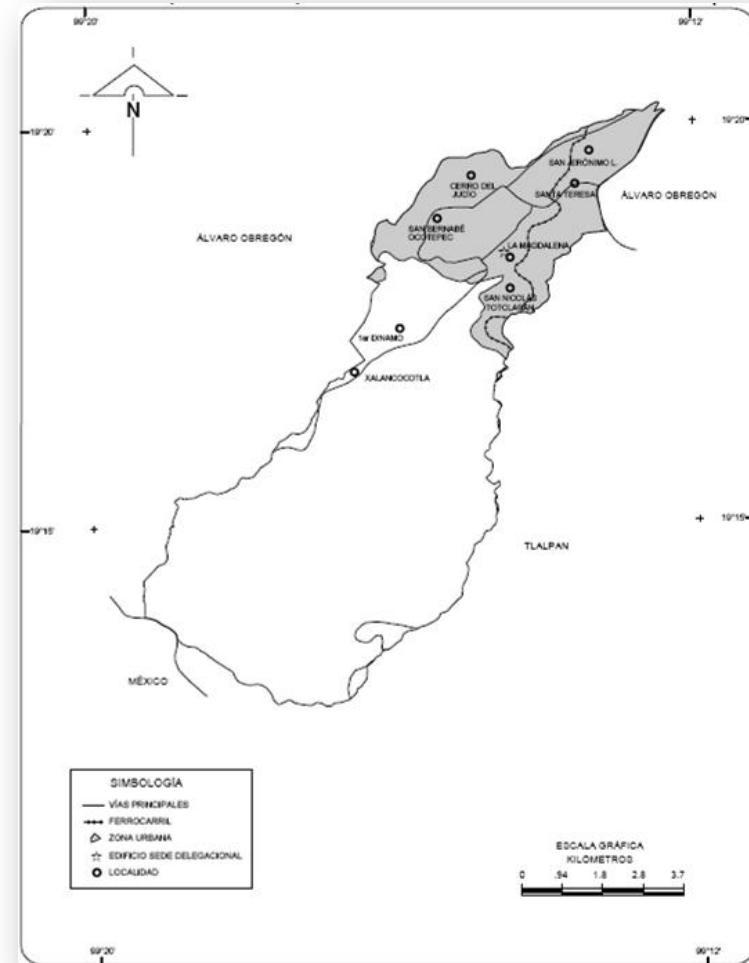 99°20'
99°12'
N
19°20'
19°20'
SAN JERÓNIMO L.
CERRO DEL
JUDÍO
SANTA TERESA
ÁLVARO OBREGÓN
SAN BERNABÉ
OCOTEPEC
ÁLVARO OBREGÓN
LA MAGDALENA
SAN NICOLÁS
TOTOLAPAN
1er DINAMO
XALANCOCOTLA
19°15'
19°15'
TLALPAN
MÉXICO
SIMBOLOGÍA
VÍAS PRINCIPALES
FERROCARRIL
ZONA URBANA
EDIFICIO SEDE DELEGACIONAL
LOCALIDAD
ESCALA GRÁFICA
KILOMETROS
0 .94 1.8 2.8 3.7
99°20'
99°12'